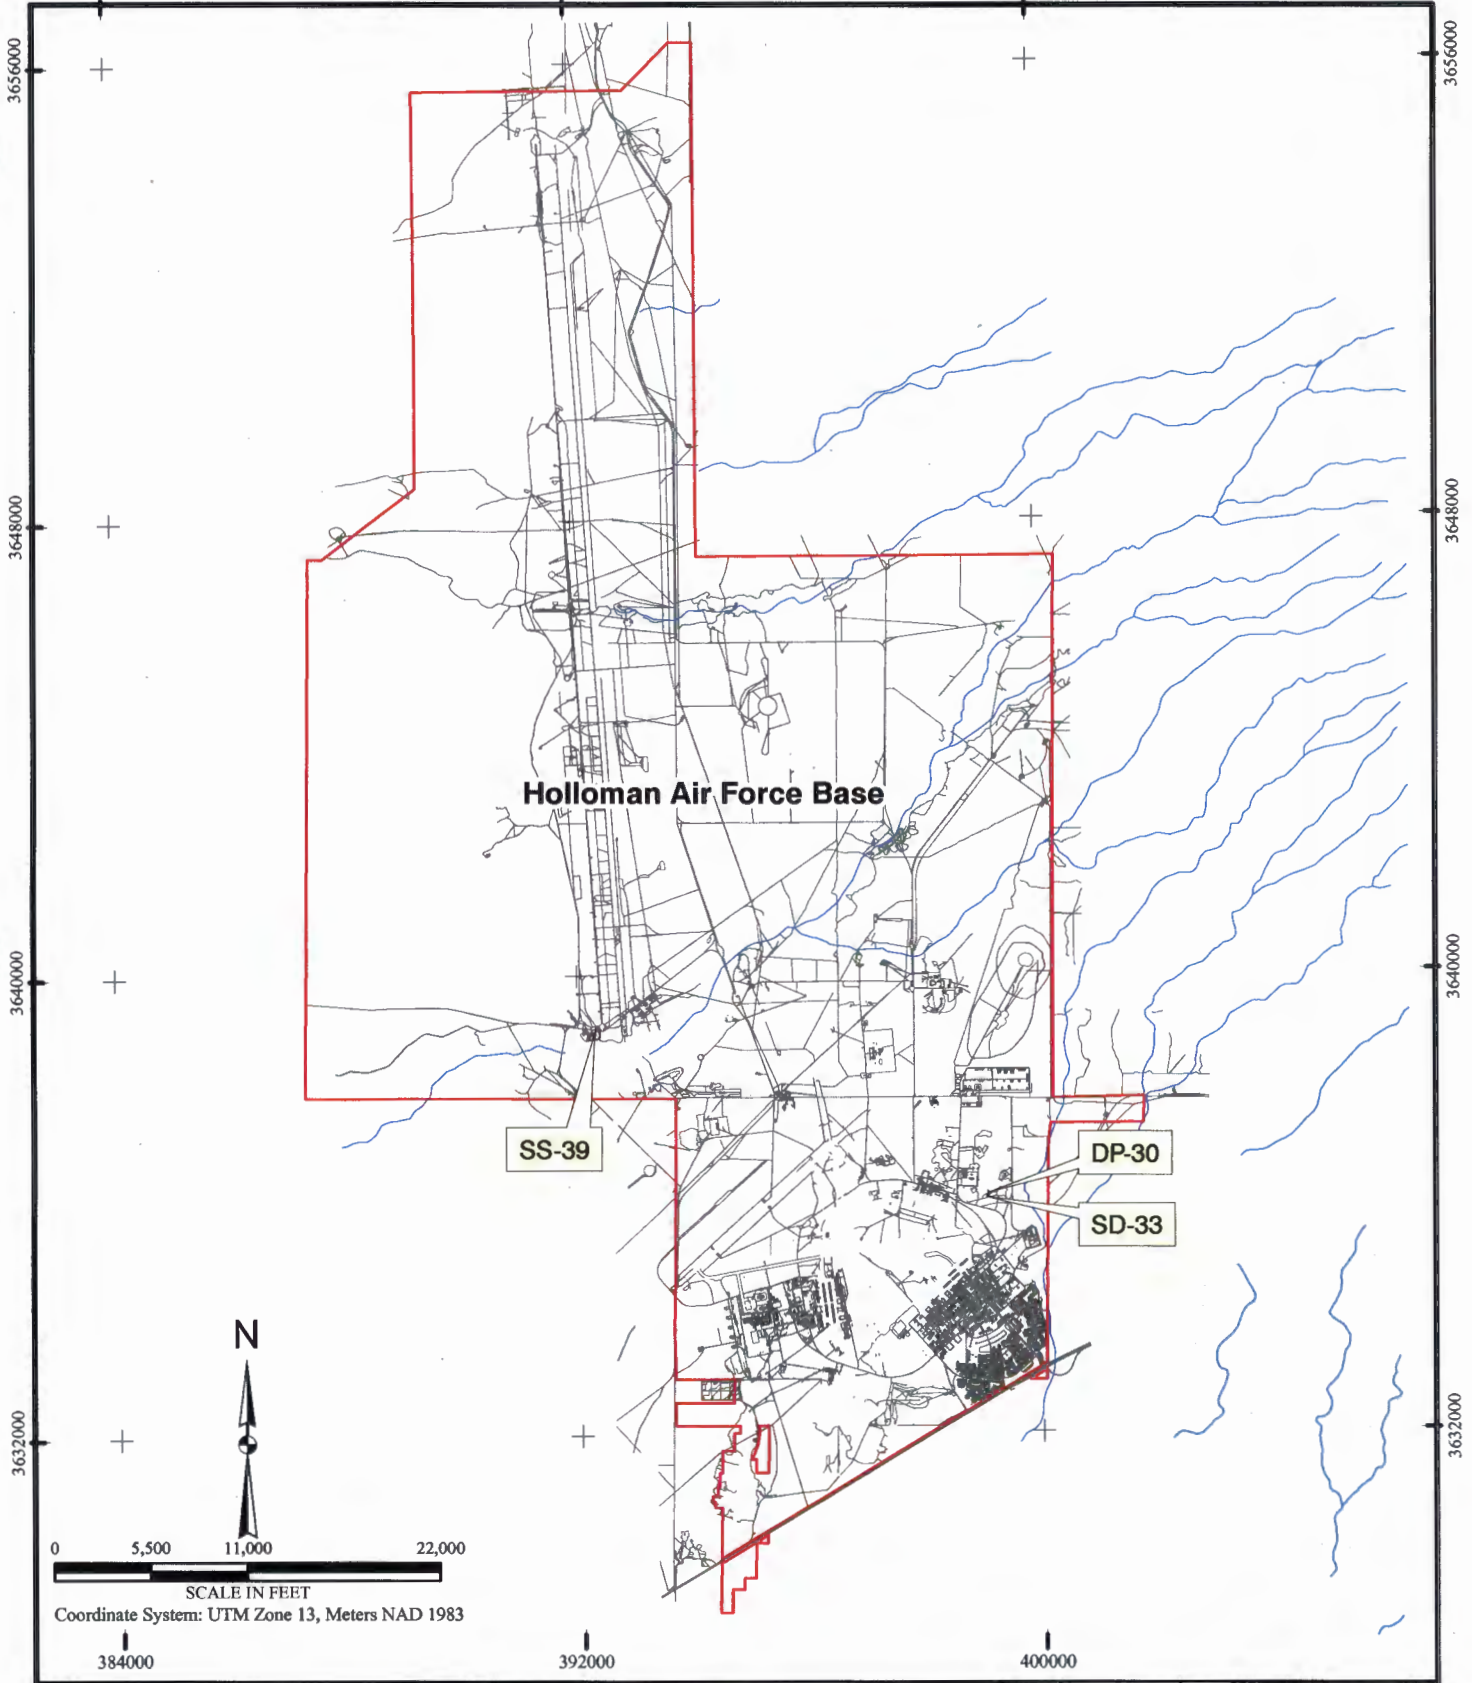 3656000
3656000
3648000
3648000
Holloman Air Force Base
3640000
3640000
SS-39
DP-30
SD-33
N
3632000
3632000
0 5,500 11,000 22,000
SCALE IN FEET
Coordinate System: UTM Zone 13, Meters NAD 1983
384000 392000 400000